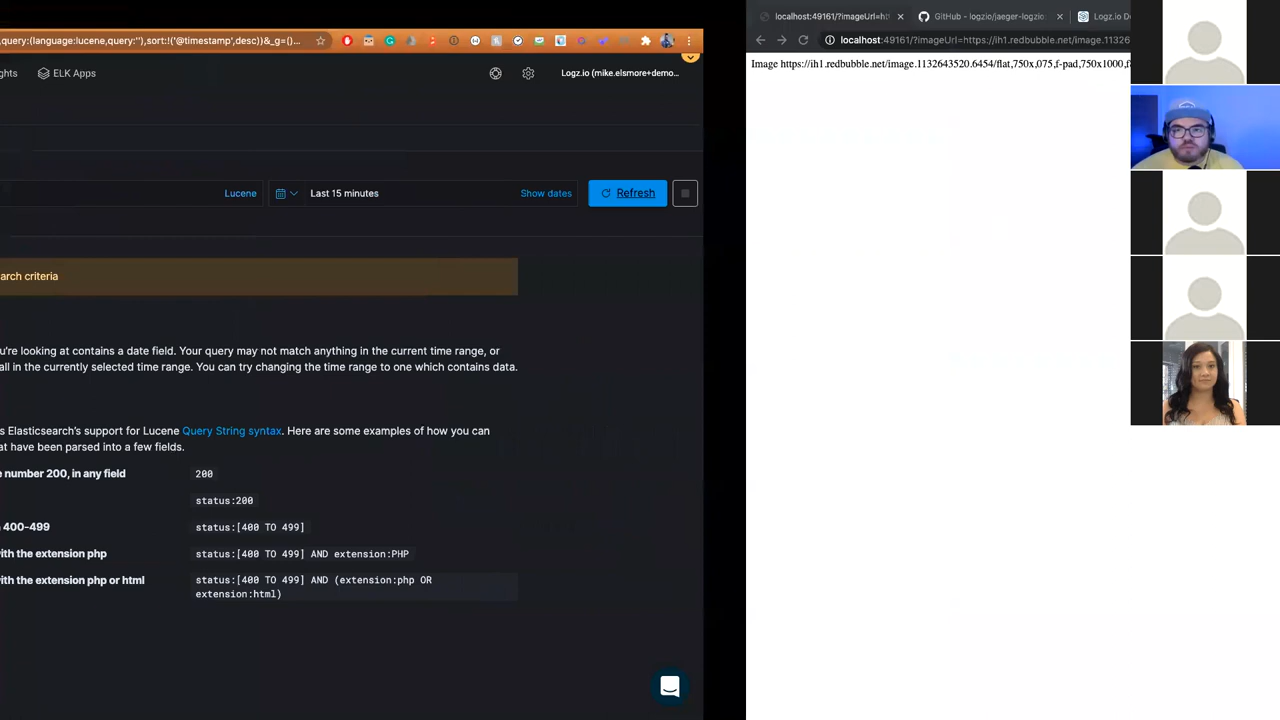 ,query:(language:lucene,query:''),sort:!('@timestamp',desc))&_g=()...
ghts
ELK Apps
Logz.io (mike.elsmore+demo...
Lucene
Last 15 minutes
Show dates
Refresh
arch criteria
u're looking at contains a date field. Your query may not match anything in the current time range, or
all in the currently selected time range. You can try changing the time range to one which contains data.
s Elasticsearch's support for Lucene Query String syntax. Here are some examples of how you can
at have been parsed into a few fields.
e number 200, in any field
200
status:200
400-499
status:[400 TO 499]
with the extension php
status:[400 TO 499] AND extension:PHP
with the extension php or html
status:[400 TO 499] AND (extension:php OR
extension:html)
localhost:49161/?imageUrl=htt
GitHub - logzio/jaeger-logzio:
Logz.io D
localhost:49161/?imageUrl=https://ih1.redbubble.net/image.11326
Image https://ih1.redbubble.net/image.1132643520.6454/flat,750x,075,f-pad,750x1000,f